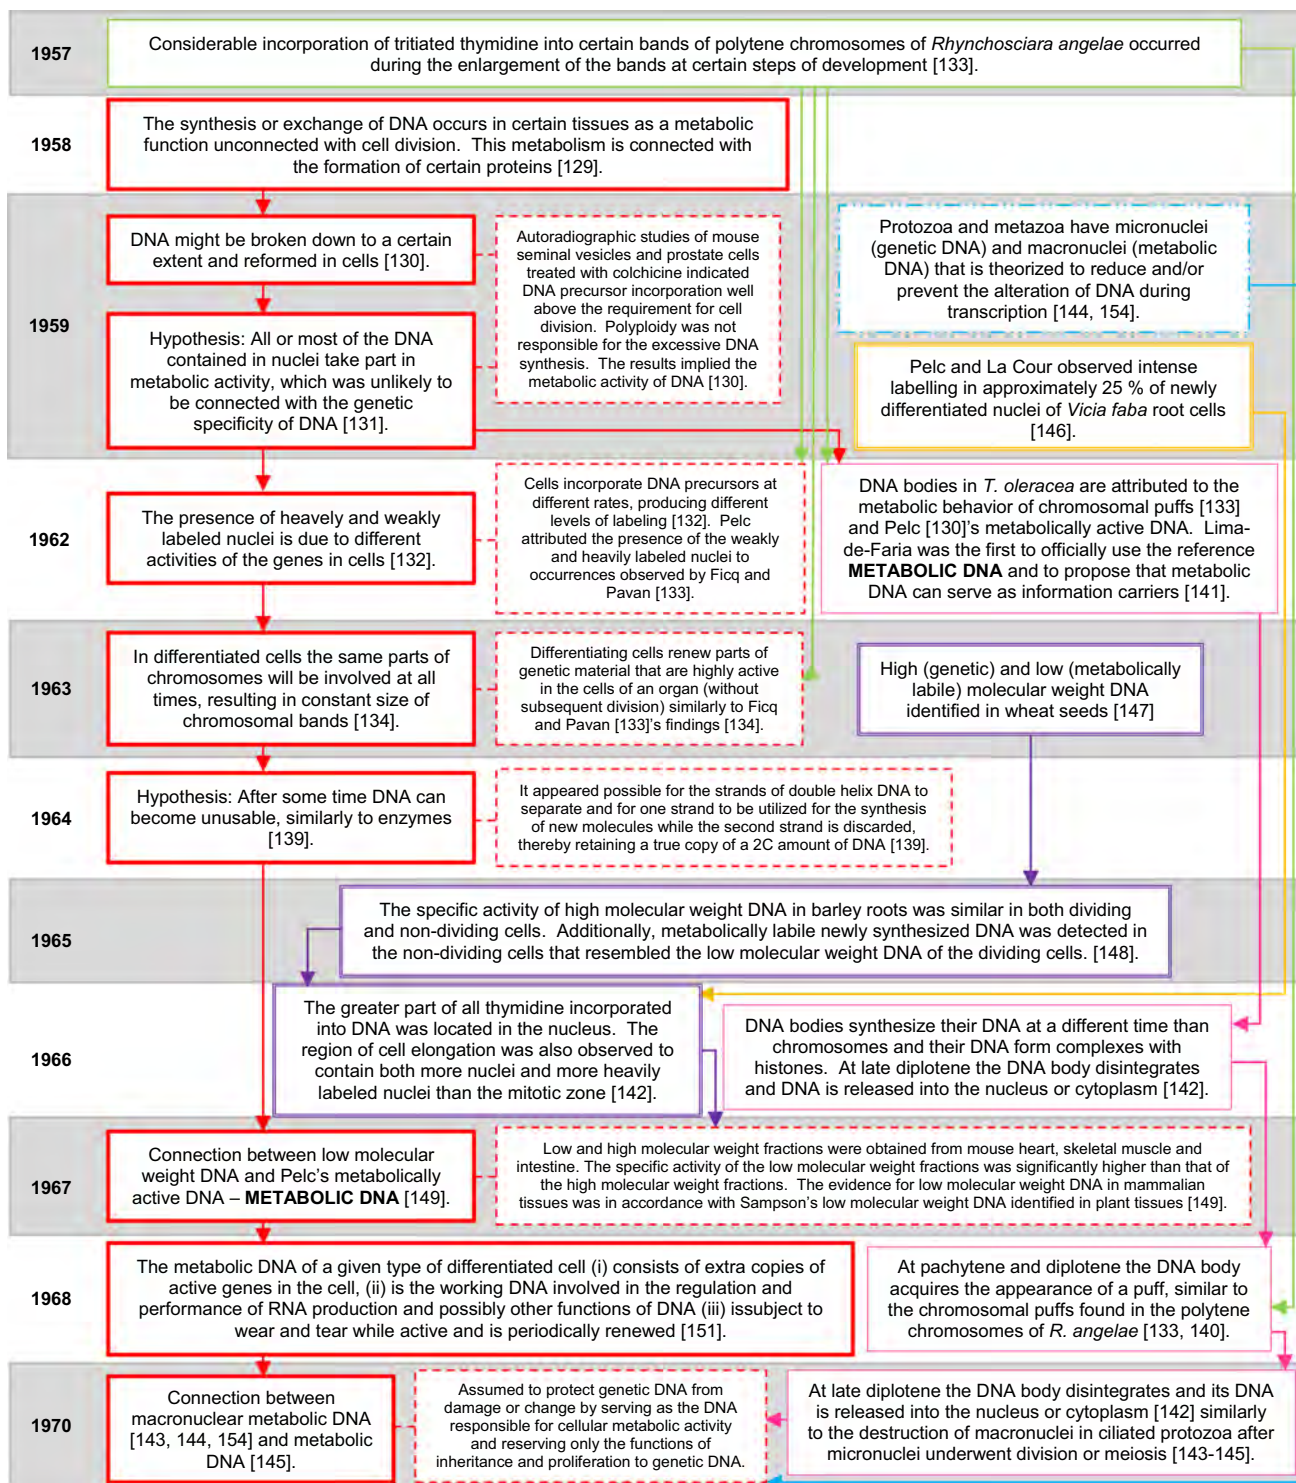 1957
Considerable incorporation of tritiated thymidine into certain bands of polytene chromosomes of Rhynchosciara angelae occurred
during the enlargement of the bands at certain steps of development [133].
1958
The synthesis or exchange of DNA occurs in certain tissues as a metabolic
function unconnected with cell division. This metabolism is connected with
the formation of certain proteins [129].
1959
DNA might be broken down to a certain
extent and reformed in cells [130].
Hypothesis: All or most of the DNA
contained in nuclei take part in
metabolic activity, which was unlikely to
be connected with the genetic
specificity of DNA [131].
Autoradiographic studies of mouse
seminal vesicles and prostate cells
treated with colchicine indicated
DNA precursor incorporation well
above the requirement for cell
division. Polyploidy was not
responsible for the excessive DNA
synthesis. The results implied the
metabolic activity of DNA [130].
Protozoa and metazoa have micronuclei
(genetic DNA) and macronuclei (metabolic
DNA) that is theorized to reduce and/or
prevent the alteration of DNA during
transcription [144, 154].
Pelc and La Cour observed intense
labelling in approximately 25 % of newly
differentiated nuclei of Vicia faba root cells
[146].
1962
The presence of heavely and weakly
labeled nuclei is due to different
activities of the genes in cells [132].
Cells incorporate DNA precursors at
different rates, producing different
levels of labeling [132]. Pelc
attributed the presence of the weakly
and heavily labeled nuclei to
occurrences observed by Ficq and
Pavan [133].
DNA bodies in T. oleracea are attributed to the
metabolic behavior of chromosomal puffs [133]
and Pelc [130]'s metabolically active DNA. Lima-
de-Faria was the first to officially use the reference
METABOLIC DNA and to propose that metabolic
DNA can serve as information carriers [141].
1963
In differentiated cells the same parts of
chromosomes will be involved at all
times, resulting in constant size of
chromosomal bands [134].
Differentiating cells renew parts of
genetic material that are highly active
in the cells of an organ (without
subsequent division) similarly to Ficq
and Pavan [133]'s findings [134].
High (genetic) and low (metabolically
labile) molecular weight DNA
identified in wheat seeds [147]
1964
Hypothesis: After some time DNA can
become unusable, similarly to enzymes
[139].
It appeared possible for the strands of double helix DNA to
separate and for one strand to be utilized for the synthesis
of new molecules while the second strand is discarded,
thereby retaining a true copy of a 2C amount of DNA [139].
1965
The specific activity of high molecular weight DNA in barley roots was similar in both dividing
and non-dividing cells. Additionally, metabolically labile newly synthesized DNA was detected in
the non-dividing cells that resembled the low molecular weight DNA of the dividing cells. [148].
1966
The greater part of all thymidine incorporated
into DNA was located in the nucleus. The
region of cell elongation was also observed to
contain both more nuclei and more heavily
labeled nuclei than the mitotic zone [142].
DNA bodies synthesize their DNA at a different time than
chromosomes and their DNA form complexes with
histones. At late diplotene the DNA body disintegrates
and DNA is released into the nucleus or cytoplasm [142].
1967
Connection between low molecular
weight DNA and Pelc's metabolically
active DNA – METABOLIC DNA [149].
Low and high molecular weight fractions were obtained from mouse heart, skeletal muscle and
intestine. The specific activity of the low molecular weight fractions was significantly higher than that of
the high molecular weight fractions. The evidence for low molecular weight DNA in mammalian
tissues was in accordance with Sampson's low molecular weight DNA identified in plant tissues [149].
1968
The metabolic DNA of a given type of differentiated cell (i) consists of extra copies of
active genes in the cell, (ii) is the working DNA involved in the regulation and
performance of RNA production and possibly other functions of DNA (iii) issubject to
wear and tear while active and is periodically renewed [151].
At pachytene and diplotene the DNA body
acquires the appearance of a puff, similar to
the chromosomal puffs found in the polytene
chromosomes of R. angelae [133, 140].
1970
Connection between
macronuclear metabolic DNA
[143, 144, 154] and metabolic
DNA [145].
Assumed to protect genetic DNA from
damage or change by serving as the DNA
responsible for cellular metabolic activity
and reserving only the functions of
inheritance and proliferation to genetic DNA.
At late diplotene the DNA body disintegrates and its DNA
is released into the nucleus or cytoplasm [142] similarly
to the destruction of macronuclei in ciliated protozoa after
micronuclei underwent division or meiosis [143-145].